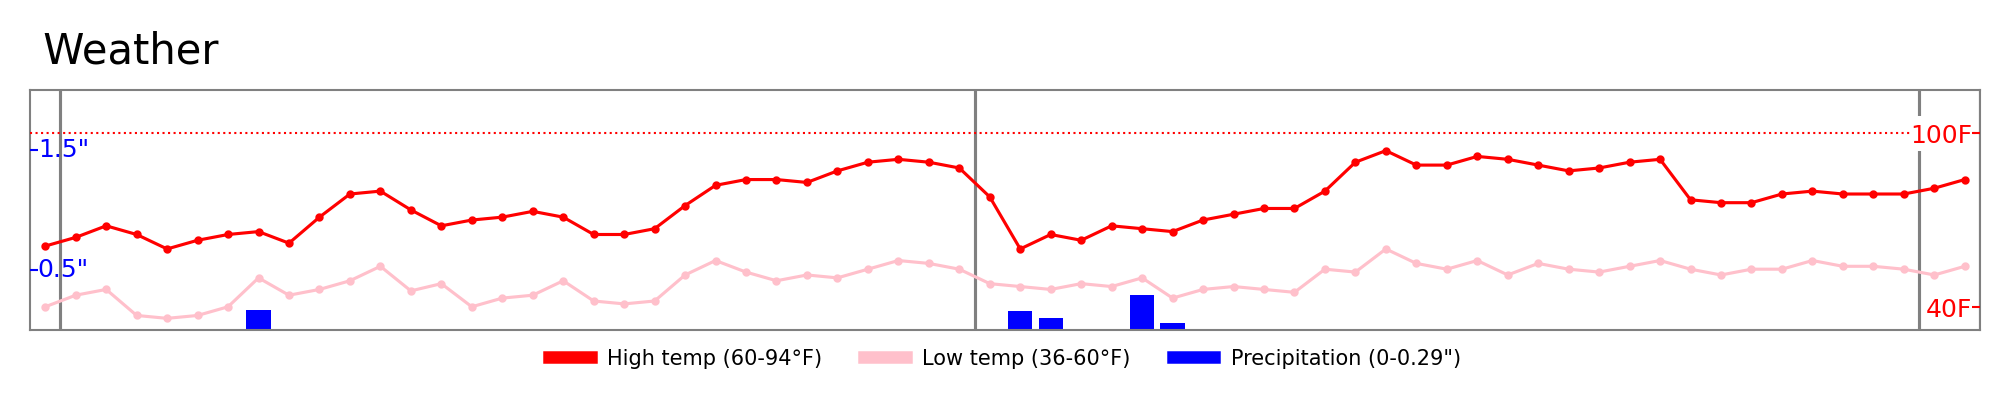 Weather
1.5"
100F
0.5"
40F
High temp (60-94°F) Low temp (36-60°F) Precipitation (0-0.29")